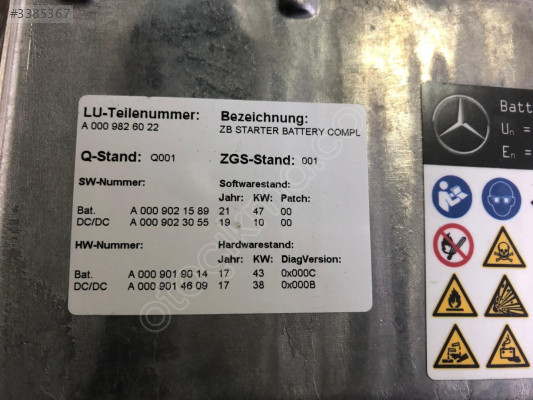 #3385367
LU-Teilenummer: Bezeichnung:
A 000 982 60 22 ZB STARTER BATTERY COMPL
Q-Stand: Q001 ZGS-Stand: 001
SW-Nummer: Softwarestand:
Jahr: KW: Patch:
Bat. A 000 902 15 89 21 47 00
DC/DC A 000 902 30 55 19 10 00
HW-Nummer: Hardwarestand:
Jahr: KW: DiagVersion:
Bat. A 000 901 90 14 17 43 0x000C
DC/DC A 000 901 46 09 17 38 0x000B
Batt
Un =
En =